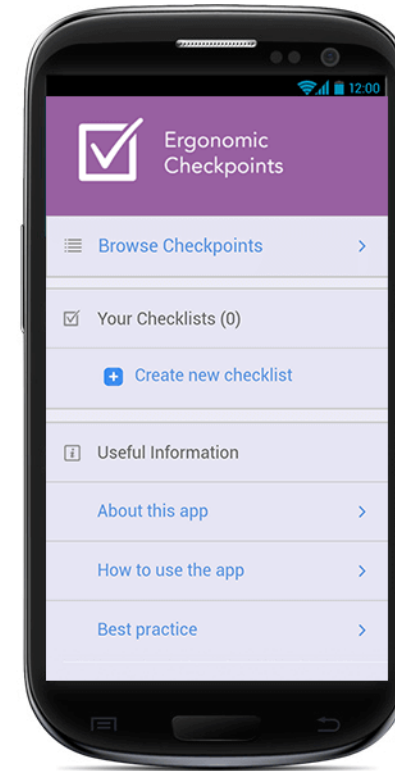 12:00
Ergonomic
Checkpoints
Browse Checkpoints
Your Checklists (0)
Create new checklist
Useful Information
About this app
How to use the app
Best practice